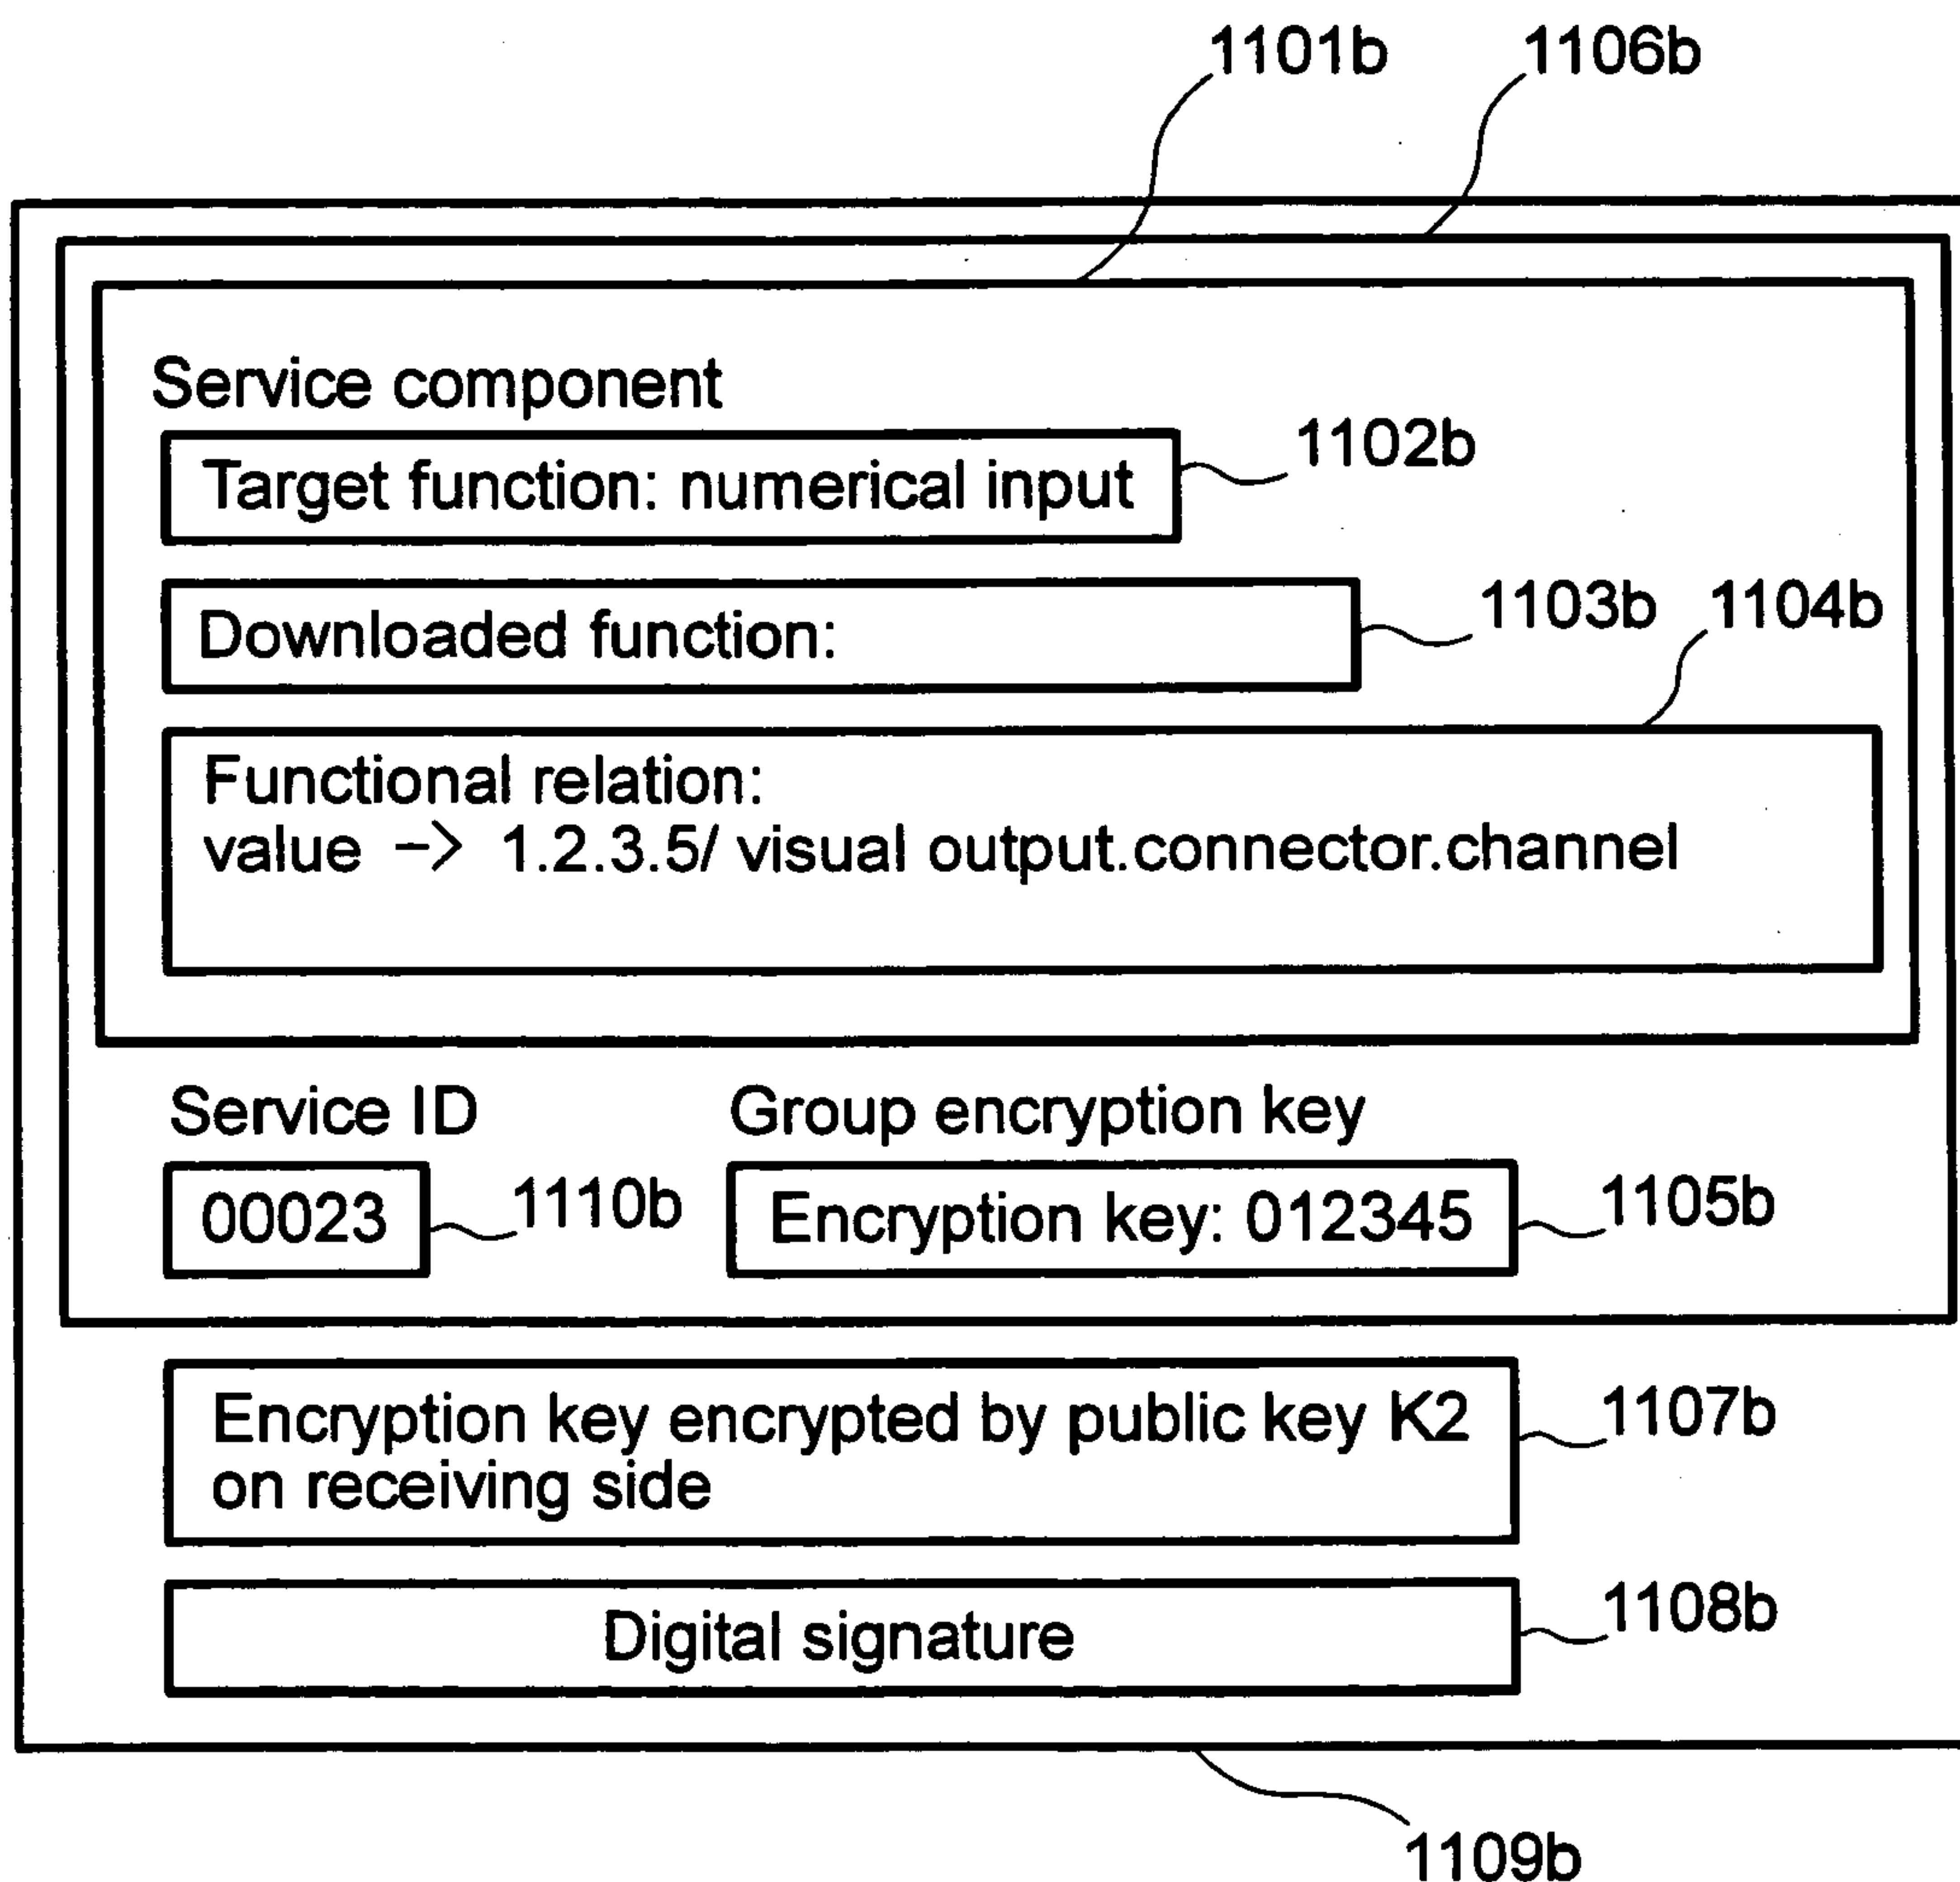 1101b 1106b
Service component
Target function: numerical input 1102b
Downloaded function: 1103b 1104b
Functional relation:
value -> 1.2.3.5/ visual output.connector.channel
Service ID Group encryption key
00023 1110b Encryption key: 012345 1105b
Encryption key encrypted by public key K2 1107b
on receiving side
Digital signature 1108b
1109b